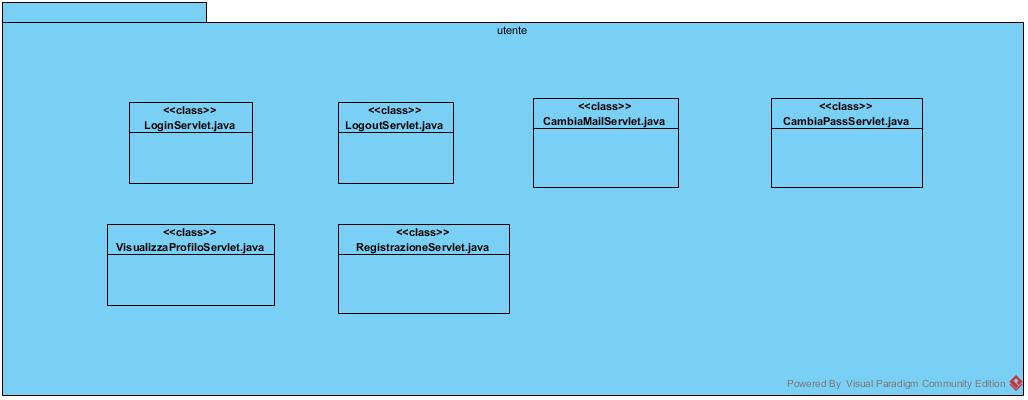 utente
<<class>>
LoginServlet.java
<<class>>
LogoutServlet.java
<<class>>
CambiaMailServlet.java
<<class>>
CambiaPassServlet.java
<<class>>
VisualizzaProfiloServlet.java
<<class>>
RegistrazioneServlet.java
Powered By Visual Paradigm Community Edition